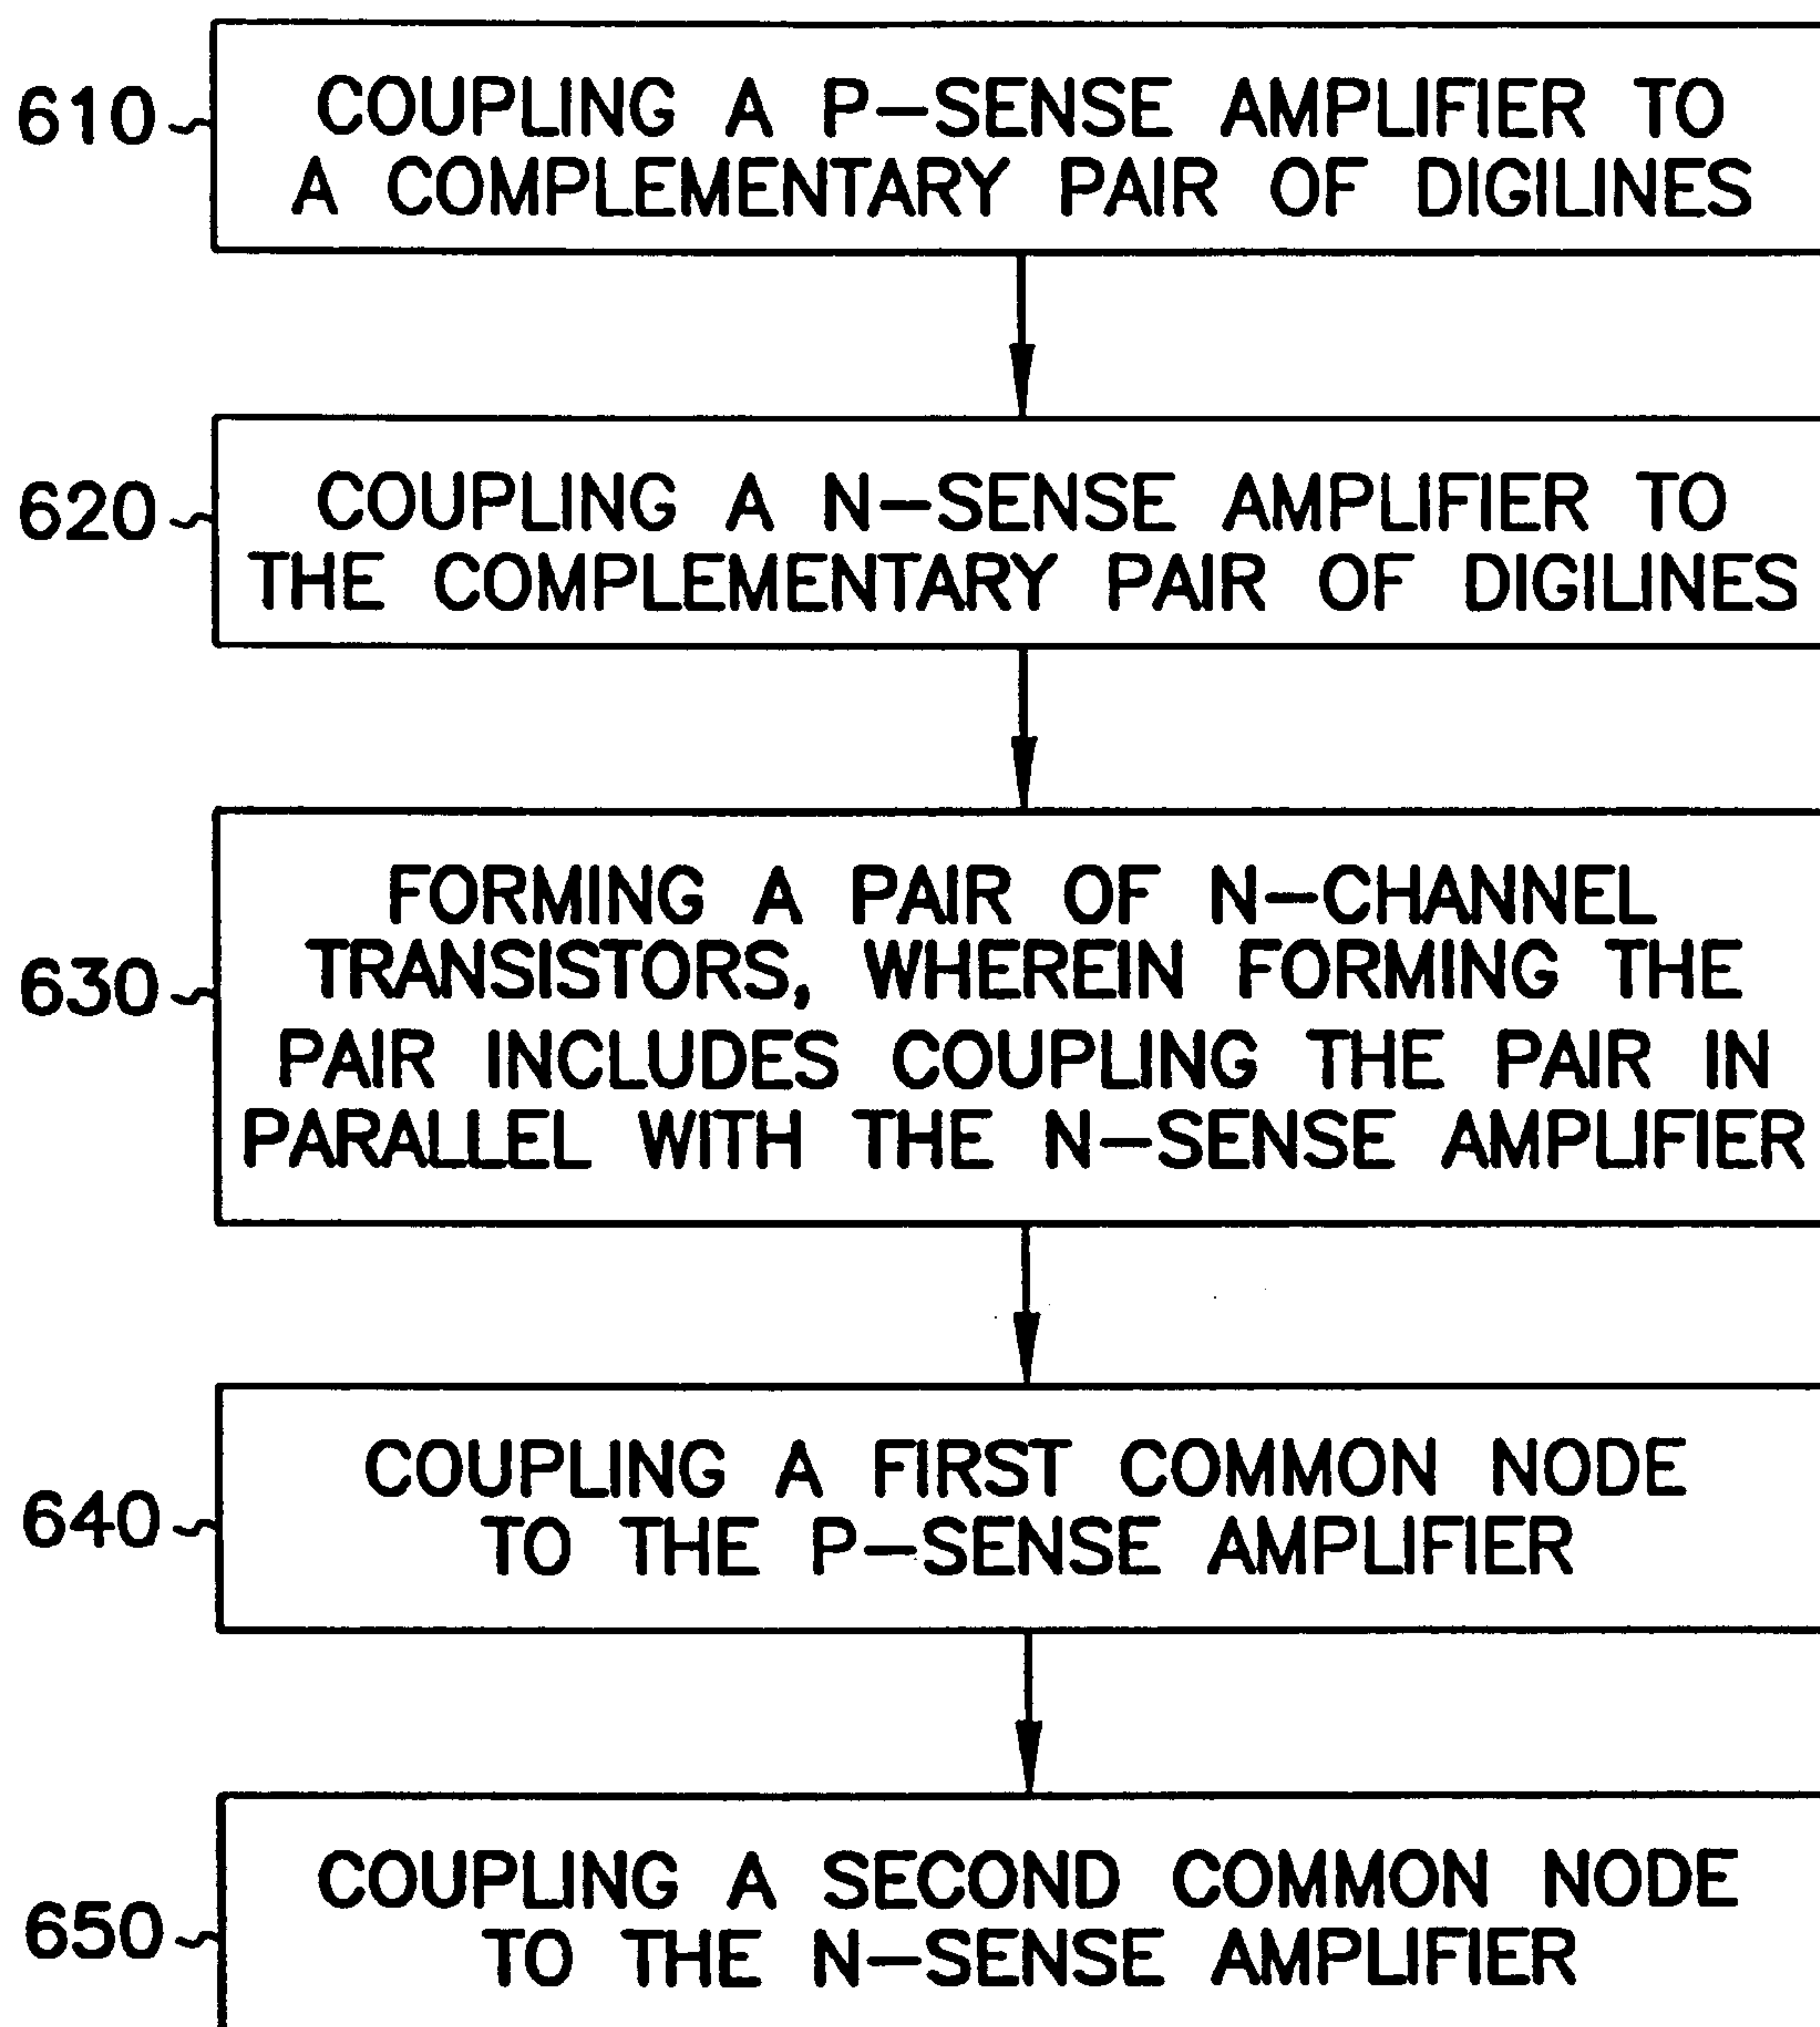 610
COUPLING A P-SENSE AMPLIFIER TO
A COMPLEMENTARY PAIR OF DIGILINES
620
COUPLING A N-SENSE AMPLIFIER TO
THE COMPLEMENTARY PAIR OF DIGILINES
630
FORMING A PAIR OF N-CHANNEL
TRANSISTORS, WHEREIN FORMING THE
PAIR INCLUDES COUPLING THE PAIR IN
PARALLEL WITH THE N-SENSE AMPLIFIER
640
COUPLING A FIRST COMMON NODE
TO THE P-SENSE AMPLIFIER
650
COUPLING A SECOND COMMON NODE
TO THE N-SENSE AMPLIFIER